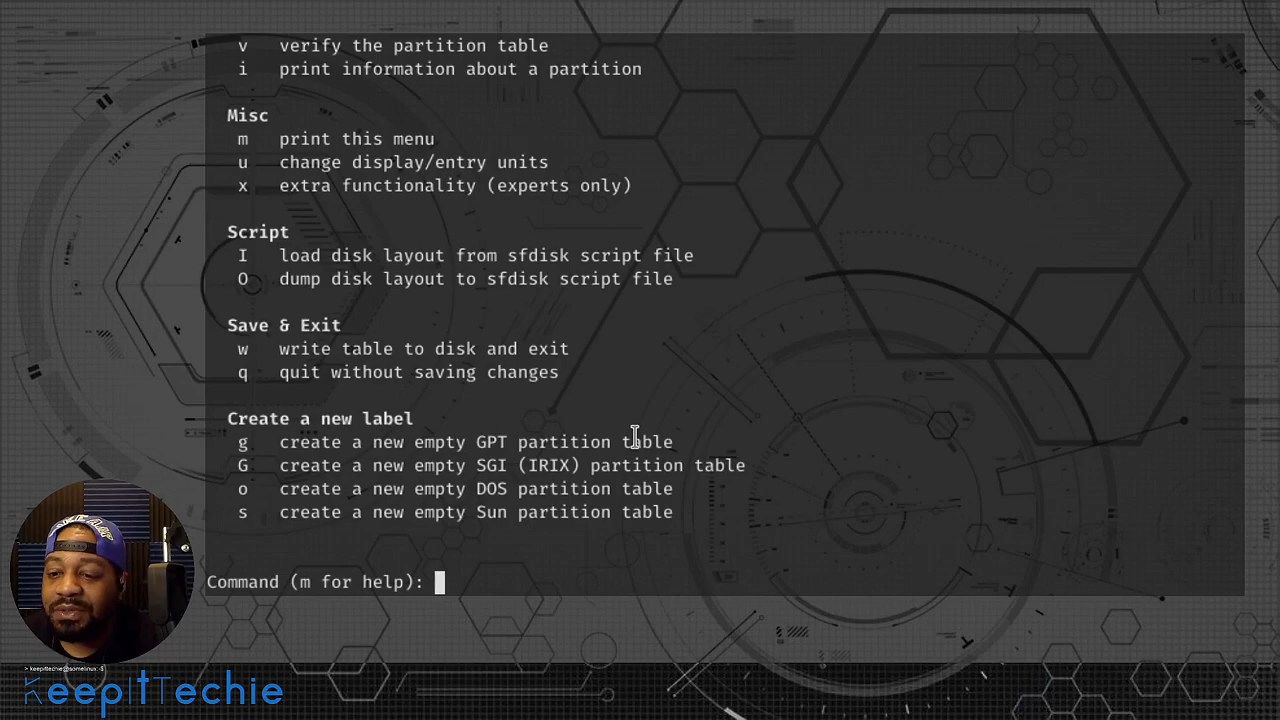 v verify the partition table
i print information about a partition
Misc
m print this menu
u change display/entry units
x extra functionality (experts only)
Script
I load disk layout from sfdisk script file
O dump disk layout to sfdisk script file
Save & Exit
w write table to disk and exit
q quit without saving changes
Create a new label
g create a new empty GPT partition table
G create a new empty SGI (IRIX) partition table
o create a new empty DOS partition table
s create a new empty Sun partition table
Command (m for help):
> keepittechie@somelinux:~$
KeepItTechie